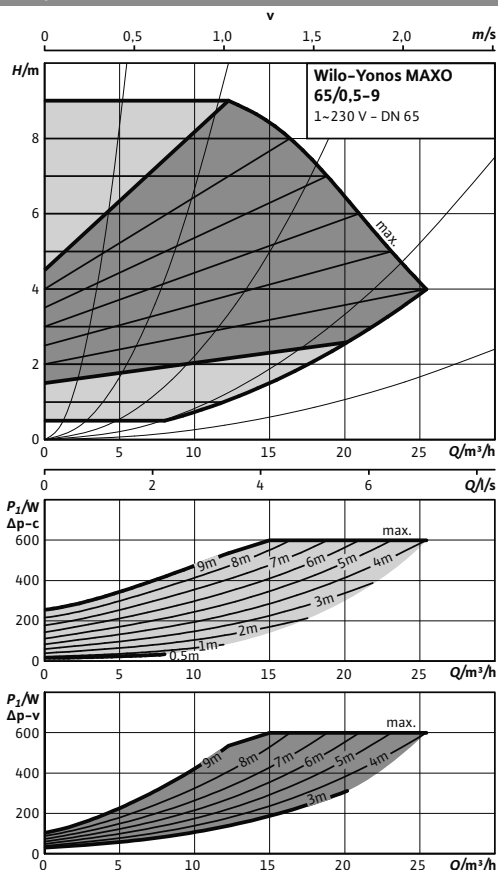 v
0 0,5 1,0 1,5 2,0 m/s
H/m
Wilo-Yonos MAXO
65/0,5-9
1~230 V - DN 65
8
6
max.
4
2
0
0 5 10 15 20 25 Q/m³/h
0 2 4 6 Q/l/s
P1/W
Δp-c
max.
600
9m 8m 7m 6m 5m 4m
400
3m
200
2m
1m
0,5m
0
0 5 10 15 20 25 Q/m³/h
P1/W
Δp-v
max.
600
9m 8m 7m 6m 5m 4m
400
3m
200
0
0 5 10 15 20 25 Q/m³/h